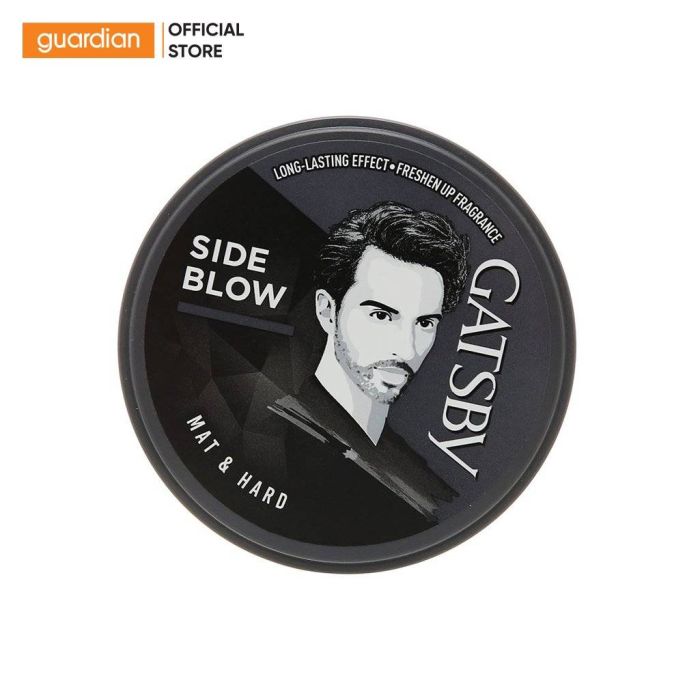 guardian
OFFICIAL
STORE
LONG-LASTING EFFECT•FRESHEN UP FRAGRANCE
SIDE
BLOW
GATSBY
MAT & HARD